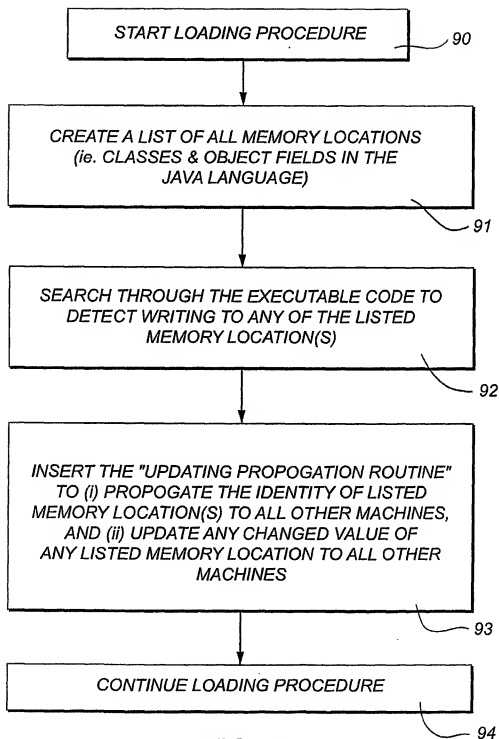 START LOADING PROCEDURE
90
CREATE A LIST OF ALL MEMORY LOCATIONS
(ie. CLASSES & OBJECT FIELDS IN THE
JAVA LANGUAGE)
91
SEARCH THROUGH THE EXECUTABLE CODE TO
DETECT WRITING TO ANY OF THE LISTED
MEMORY LOCATION(S)
92
INSERT THE "UPDATING PROPOGATION ROUTINE"
TO (i) PROPOGATE THE IDENTITY OF LISTED
MEMORY LOCATION(S) TO ALL OTHER MACHINES,
AND (ii) UPDATE ANY CHANGED VALUE OF
ANY LISTED MEMORY LOCATION TO ALL OTHER
MACHINES
93
CONTINUE LOADING PROCEDURE
94